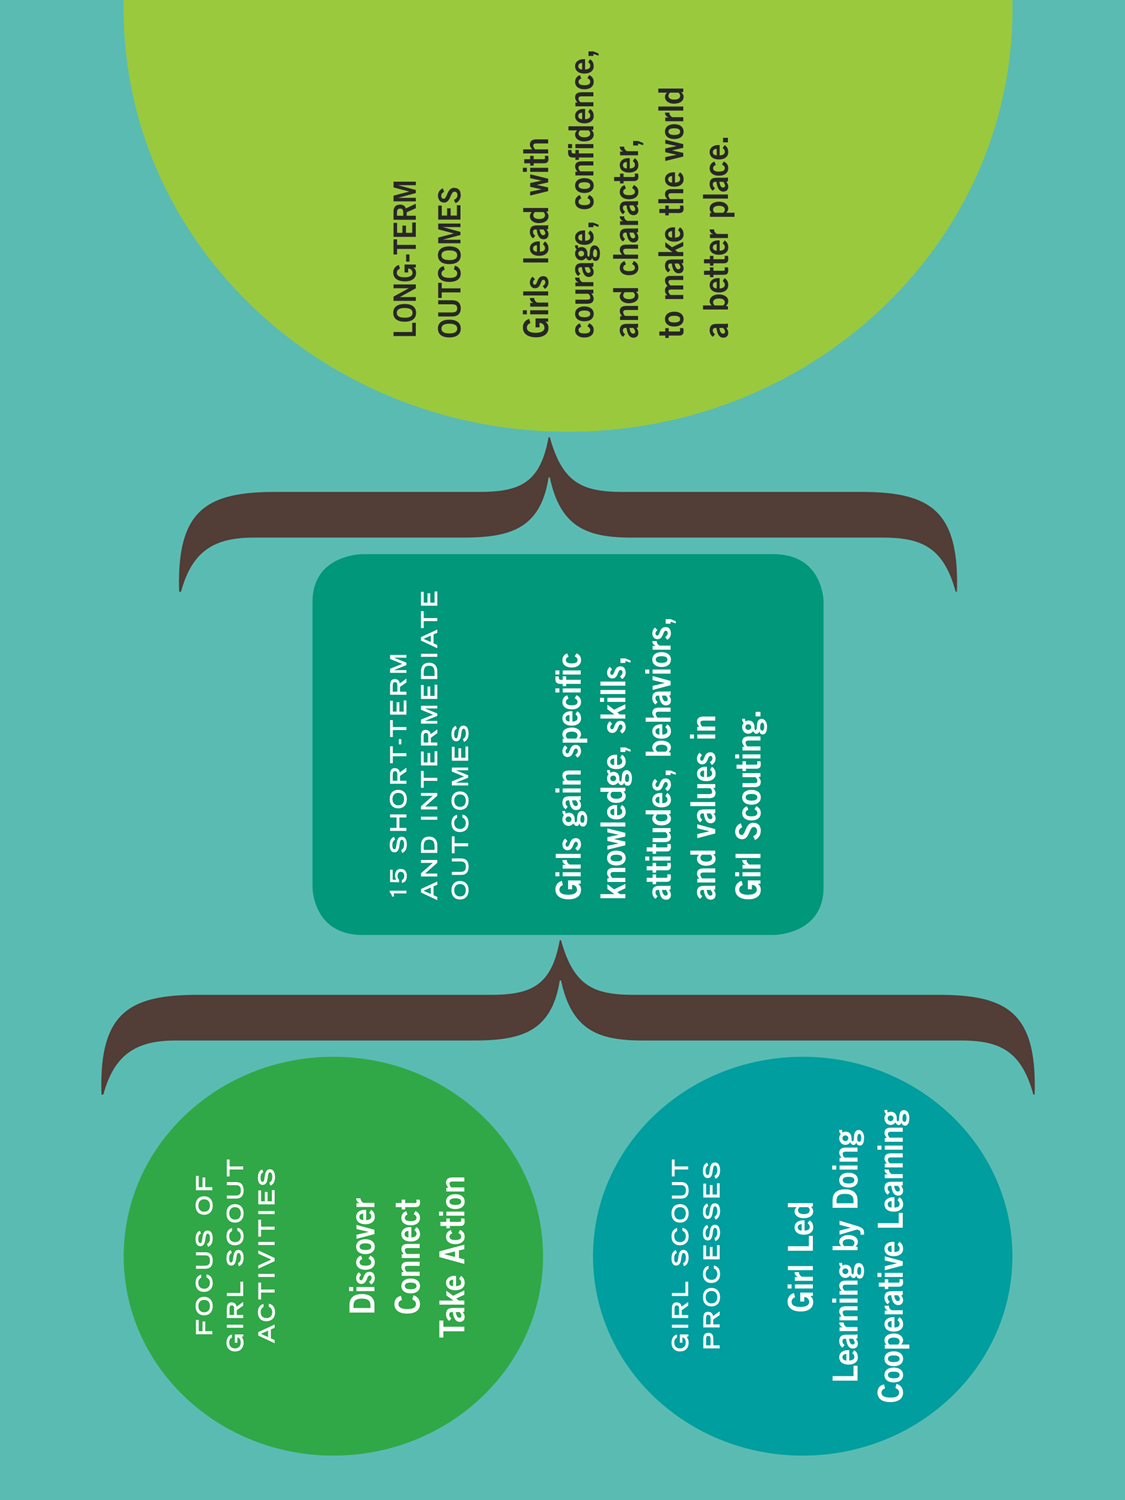 FOCUS OF
GIRL SCOUT
ACTIVITIES
Discover
Connect
Take Action
GIRL SCOUT
PROCESSES
Girl Led
Learning by Doing
Cooperative Learning
15 SHORT-TERM
AND INTERMEDIATE
OUTCOMES
Girls gain specific
knowledge, skills,
attitudes, behaviors,
and values in
Girl Scouting.
LONG-TERM
OUTCOMES
Girls lead with
courage, confidence,
and character,
to make the world
a better place.